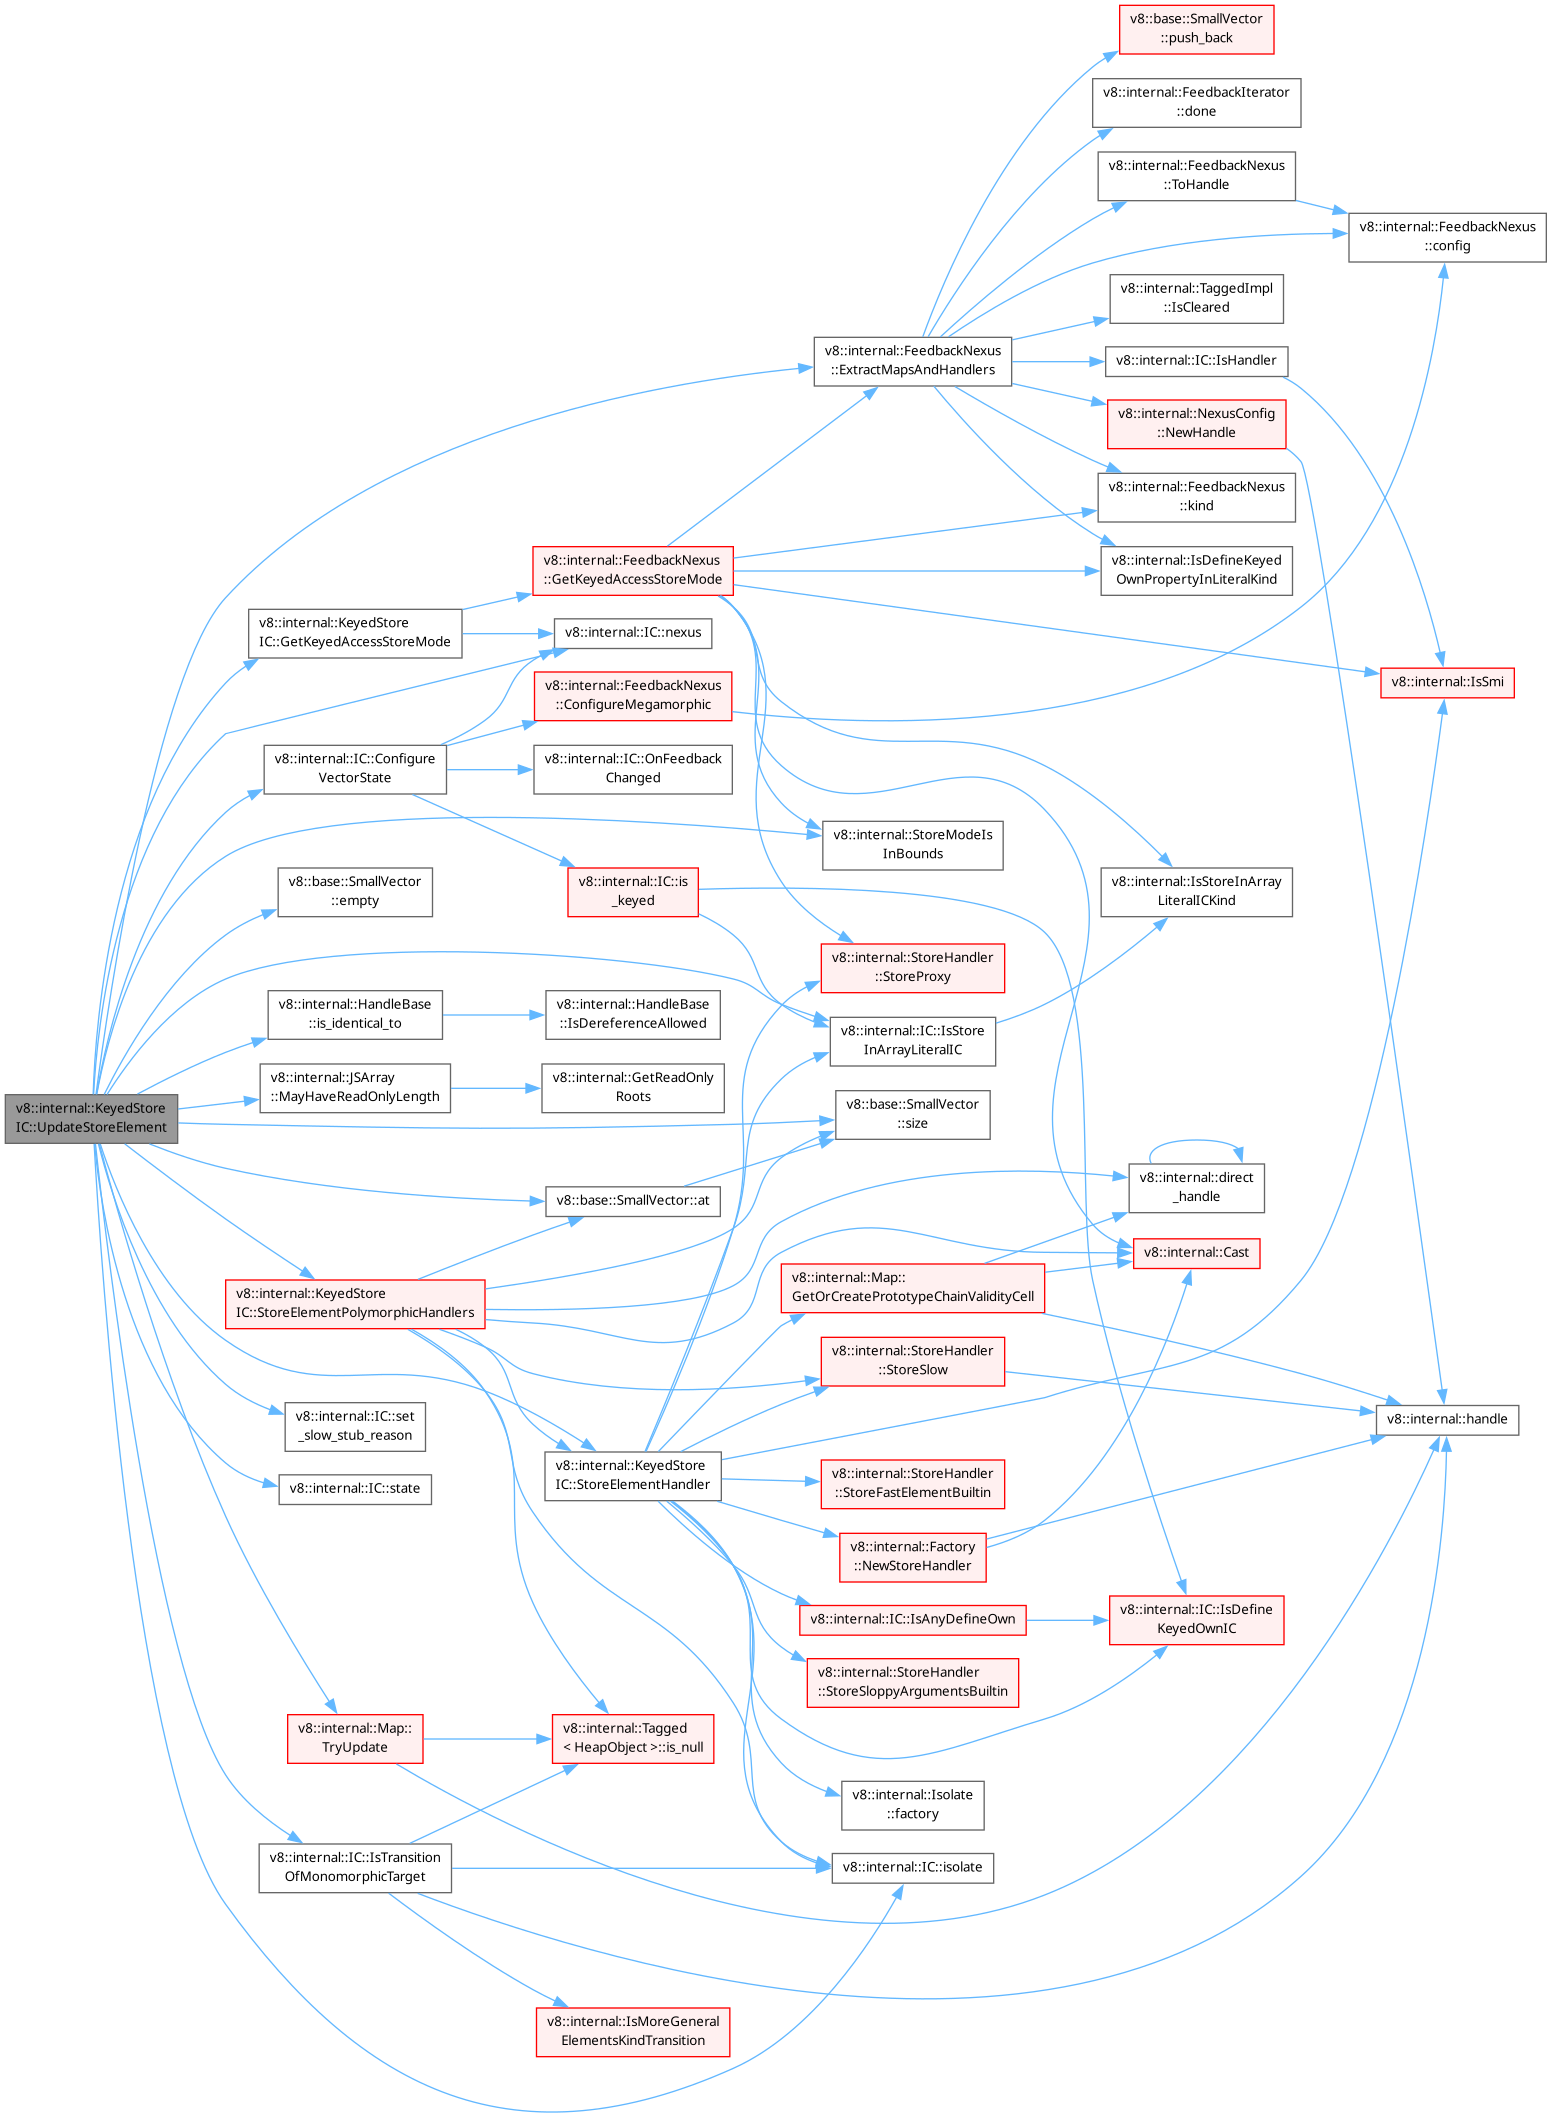 v8::base::SmallVector
::push_back
v8::internal::FeedbackIterator
::done
v8::internal::FeedbackNexus
::ToHandle
v8::internal::FeedbackNexus
::config
v8::internal::TaggedImpl
::IsCleared
v8::internal::FeedbackNexus
::ExtractMapsAndHandlers
v8::internal::IC::IsHandler
v8::internal::NexusConfig
::NewHandle
v8::internal::FeedbackNexus
::kind
v8::internal::FeedbackNexus
::GetKeyedAccessStoreMode
v8::internal::IsDefineKeyed
OwnPropertyInLiteralKind
v8::internal::KeyedStore
IC::GetKeyedAccessStoreMode
v8::internal::IC::nexus
v8::internal::IsSmi
v8::internal::FeedbackNexus
::ConfigureMegamorphic
v8::internal::IC::Configure
VectorState
v8::internal::IC::OnFeedback
Changed
v8::internal::StoreModeIs
InBounds
v8::base::SmallVector
::empty
v8::internal::IC::is
_keyed
v8::internal::IsStoreInArray
LiteralICKind
v8::internal::StoreHandler
::StoreProxy
v8::internal::HandleBase
::is_identical_to
v8::internal::HandleBase
::IsDereferenceAllowed
v8::internal::IC::IsStore
InArrayLiteralIC
v8::internal::JSArray
::MayHaveReadOnlyLength
v8::internal::GetReadOnly
Roots
v8::internal::KeyedStore
IC::UpdateStoreElement
v8::base::SmallVector
::size
v8::base::SmallVector::at
v8::internal::direct
_handle
v8::internal::Cast
v8::internal::KeyedStore
IC::StoreElementPolymorphicHandlers
v8::internal::Map::
GetOrCreatePrototypeChainValidityCell
v8::internal::StoreHandler
::StoreSlow
v8::internal::handle
v8::internal::IC::set
_slow_stub_reason
v8::internal::KeyedStore
IC::StoreElementHandler
v8::internal::StoreHandler
::StoreFastElementBuiltin
v8::internal::IC::state
v8::internal::Factory
::NewStoreHandler
v8::internal::IC::IsAnyDefineOwn
v8::internal::IC::IsDefine
KeyedOwnIC
v8::internal::StoreHandler
::StoreSloppyArgumentsBuiltin
v8::internal::Map::
TryUpdate
v8::internal::Tagged
< HeapObject >::is_null
v8::internal::Isolate
::factory
v8::internal::IC::IsTransition
OfMonomorphicTarget
v8::internal::IC::isolate
v8::internal::IsMoreGeneral
ElementsKindTransition